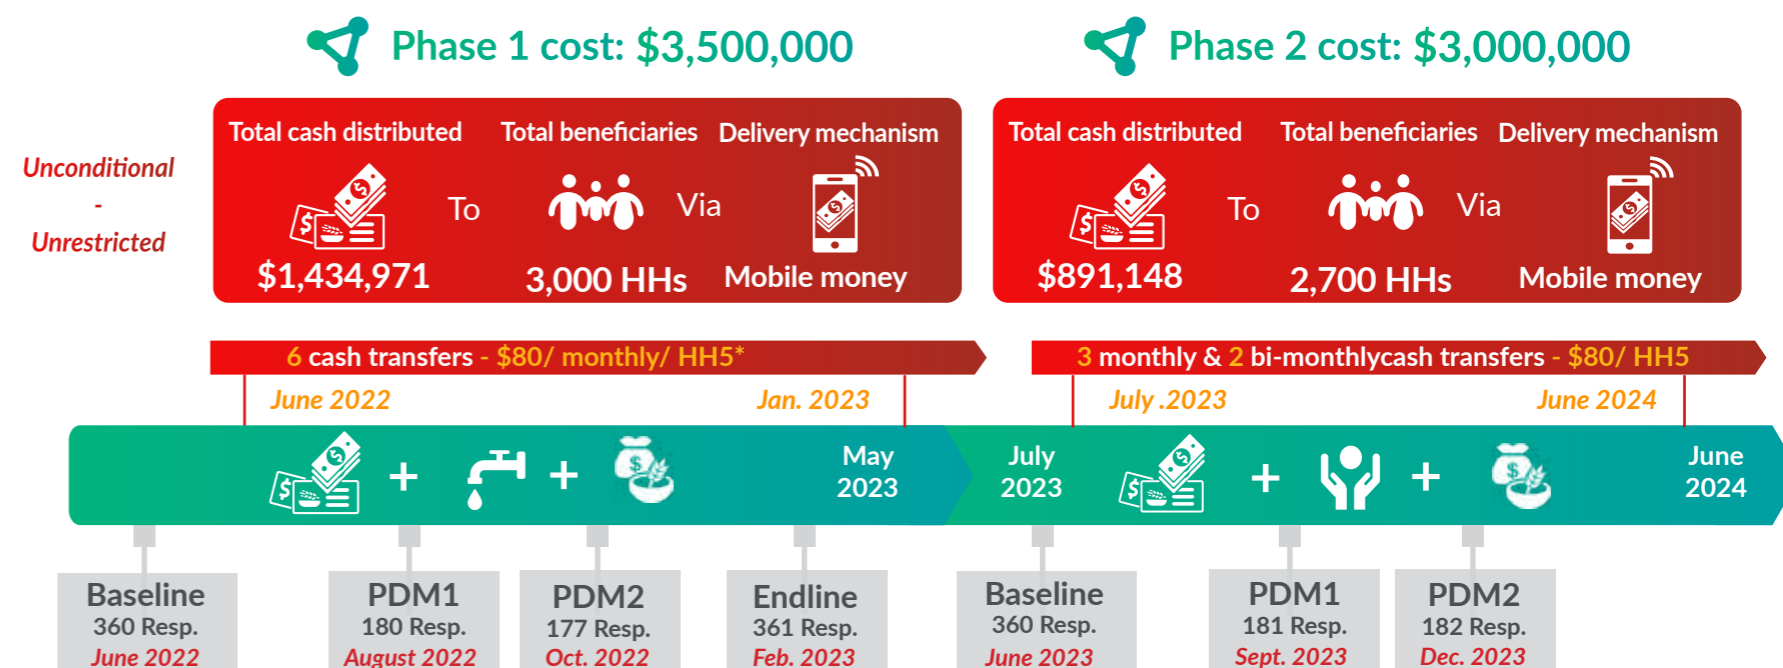 Phase 1 cost: $3,500,000
Phase 2 cost: $3,000,000
Unconditional
-
Unrestricted
Total cash distributed
Total beneficiaries
Delivery mechanism
To
Via
$1,434,971
3,000 HHs
Mobile money
Total cash distributed
Total beneficiaries
Delivery mechanism
To
Via
$891,148
2,700 HHs
Mobile money
6 cash transfers - $80/ monthly/ HH5*
3 monthly & 2 bi-monthlycash transfers - $80/ HH5
June 2022
Jan. 2023
July .2023
June 2024
+
+
May
2023
July
2023
+
+
June
2024
Baseline
360 Resp.
June 2022
PDM1
180 Resp.
August 2022
PDM2
177 Resp.
Oct. 2022
Endline
361 Resp.
Feb. 2023
Baseline
360 Resp.
June 2023
PDM1
181 Resp.
Sept. 2023
PDM2
182 Resp.
Dec. 2023